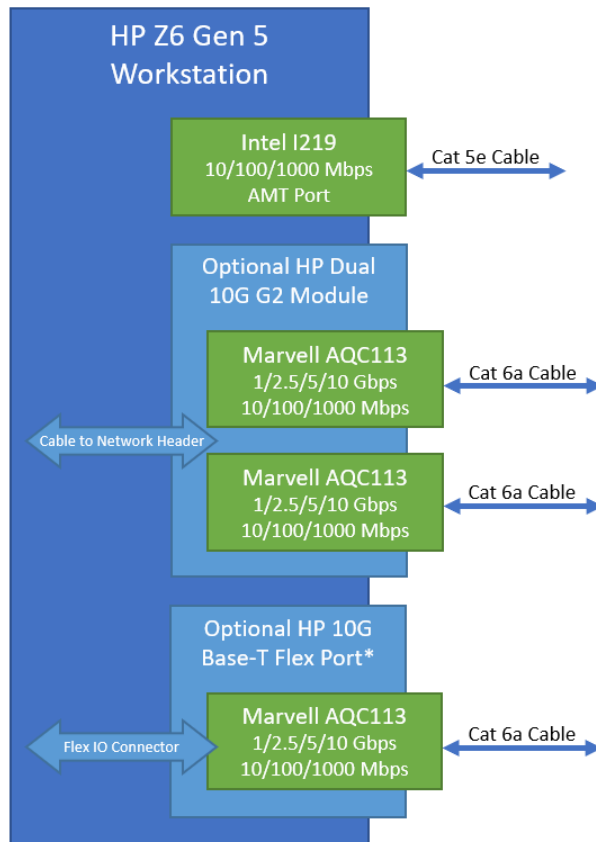 HP Z6 Gen 5
Workstation
Intel I219
10/100/1000 Mbps
AMT Port
Cat 5e Cable
Optional HP Dual
10G G2 Module
Marvell AQC113
1/2.5/5/10 Gbps
10/100/1000 Mbps
Cat 6a Cable
Cable to Network Header
Marvell AQC113
1/2.5/5/10 Gbps
10/100/1000 Mbps
Cat 6a Cable
Optional HP 10G
Base-T Flex Port*
Marvell AQC113
1/2.5/5/10 Gbps
10/100/1000 Mbps
Flex IO Connector
Cat 6a Cable